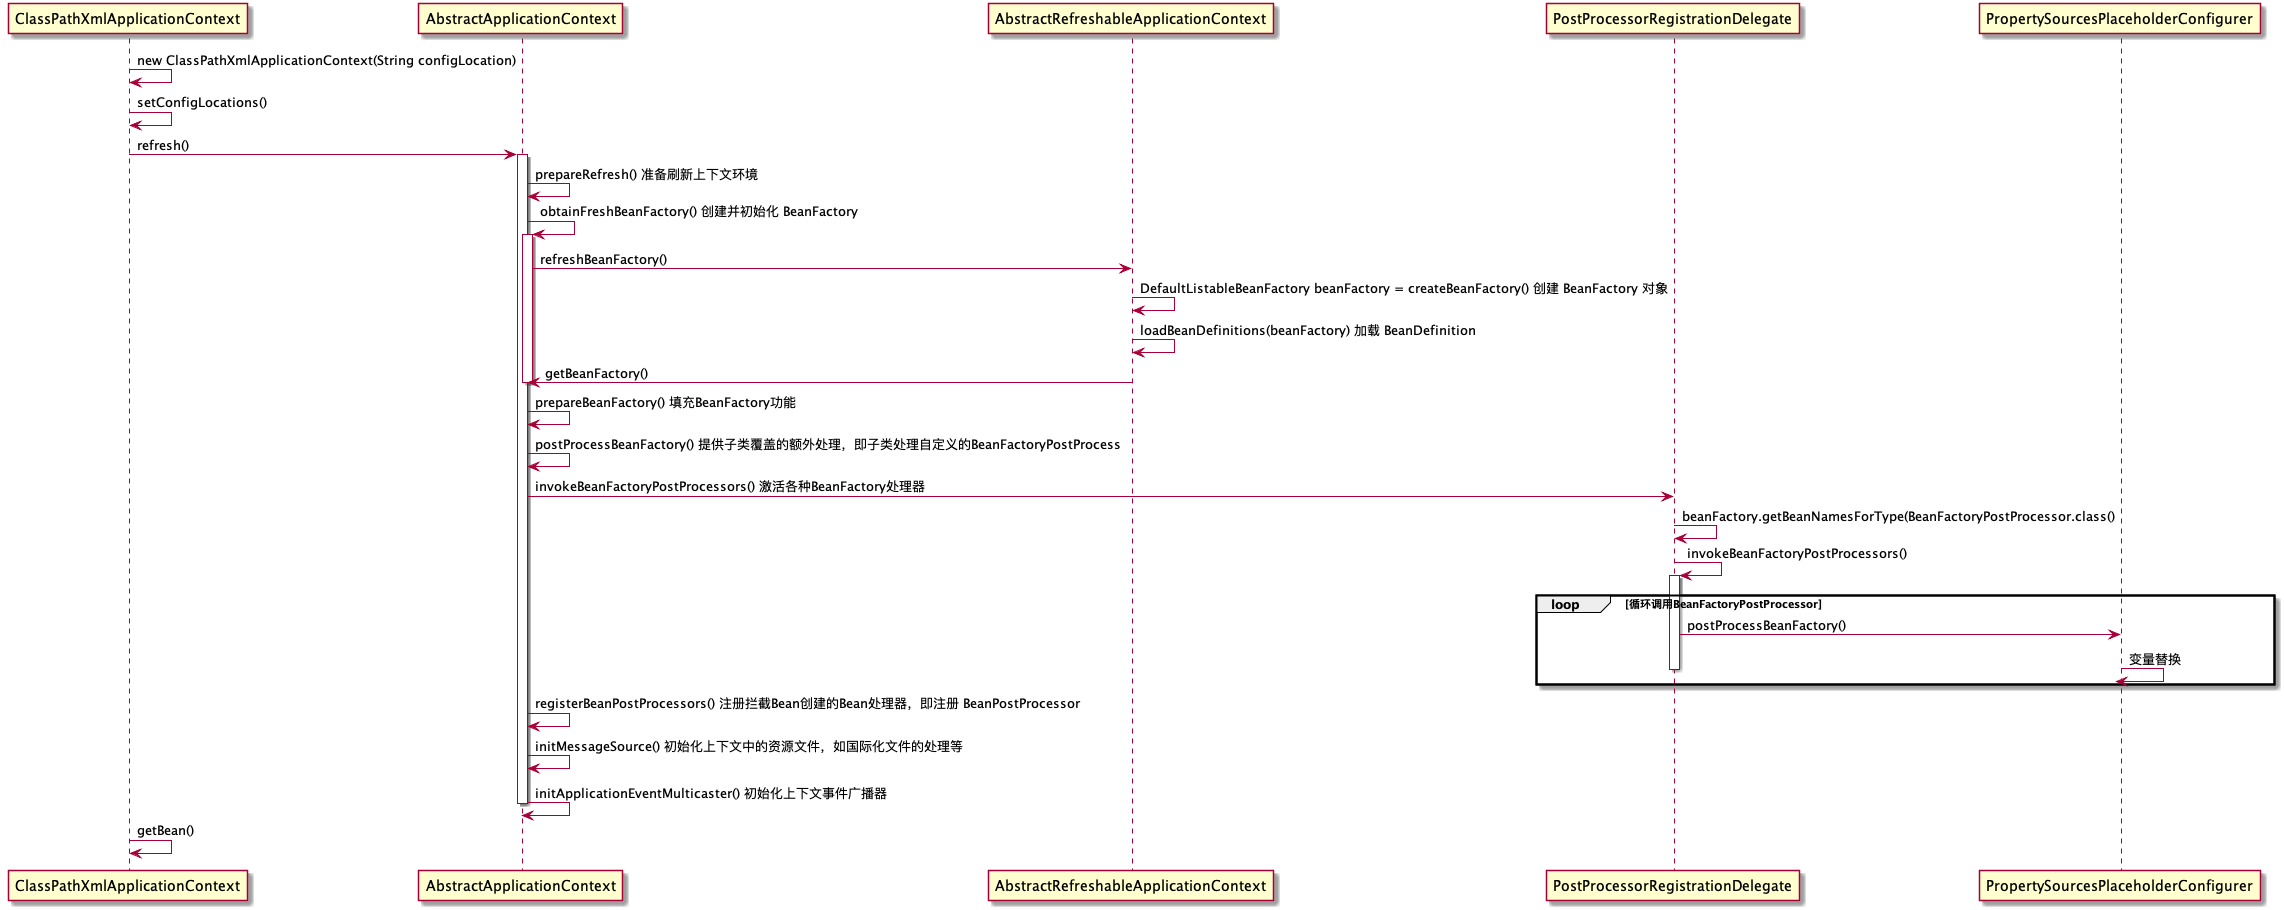 ClassPathXmlApplicationContext
AbstractApplicationContext
AbstractRefreshableApplicationContext
PostProcessorRegistrationDelegate
PropertySourcesPlaceholderConfigurer
new ClassPathXmlApplicationContext(String configLocation)
setConfigLocations()
refresh()
prepareRefresh() 准备刷新上下文环境
obtainFreshBeanFactory() 创建并初始化 BeanFactory
refreshBeanFactory()
DefaultListableBeanFactory beanFactory = createBeanFactory() 创建 BeanFactory 对象
loadBeanDefinitions(beanFactory) 加载 BeanDefinition
getBeanFactory()
prepareBeanFactory() 填充BeanFactory功能
postProcessBeanFactory() 提供子类覆盖的额外处理，即子类处理自定义的BeanFactoryPostProcess
invokeBeanFactoryPostProcessors() 激活各种BeanFactory处理器
beanFactory.getBeanNamesForType(BeanFactoryPostProcessor.class()
invokeBeanFactoryPostProcessors()
loop [循环调用BeanFactoryPostProcessor]
postProcessBeanFactory()
变量替换
registerBeanPostProcessors() 注册拦截Bean创建的Bean处理器，即注册 BeanPostProcessor
initMessageSource() 初始化上下文中的资源文件，如国际化文件的处理等
initApplicationEventMulticaster() 初始化上下文事件广播器
getBean()
ClassPathXmlApplicationContext
AbstractApplicationContext
AbstractRefreshableApplicationContext
PostProcessorRegistrationDelegate
PropertySourcesPlaceholderConfigurer